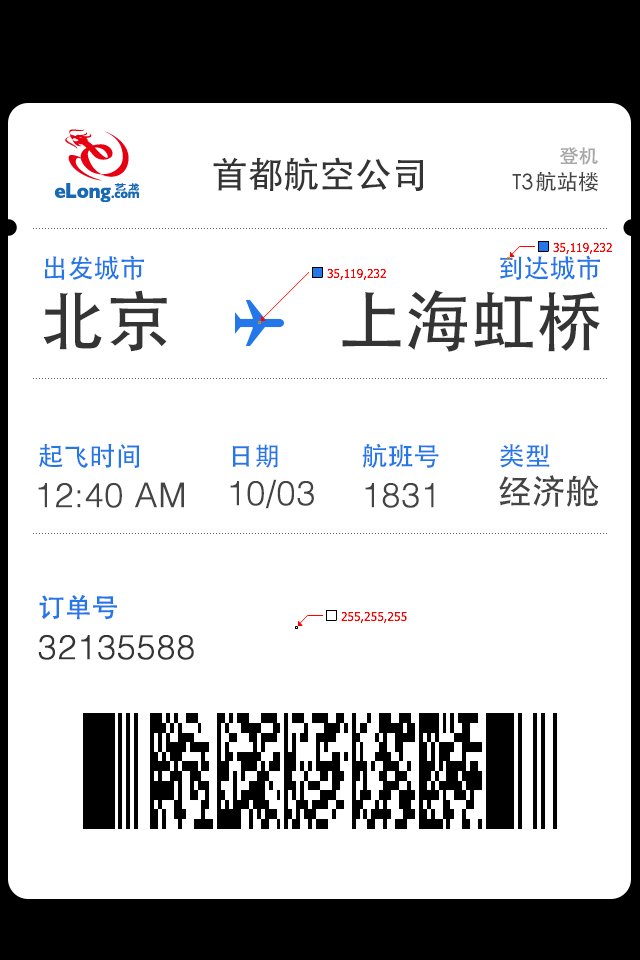 eLong.com 艺龙
首都航空公司
登机
T3航站楼
35,119,232
出发城市
35,119,232
到达城市
北京
上海虹桥
起飞时间 日期 航班号 类型
12:40 AM 10/03 1831 经济舱
订单号
255,255,255
32135588